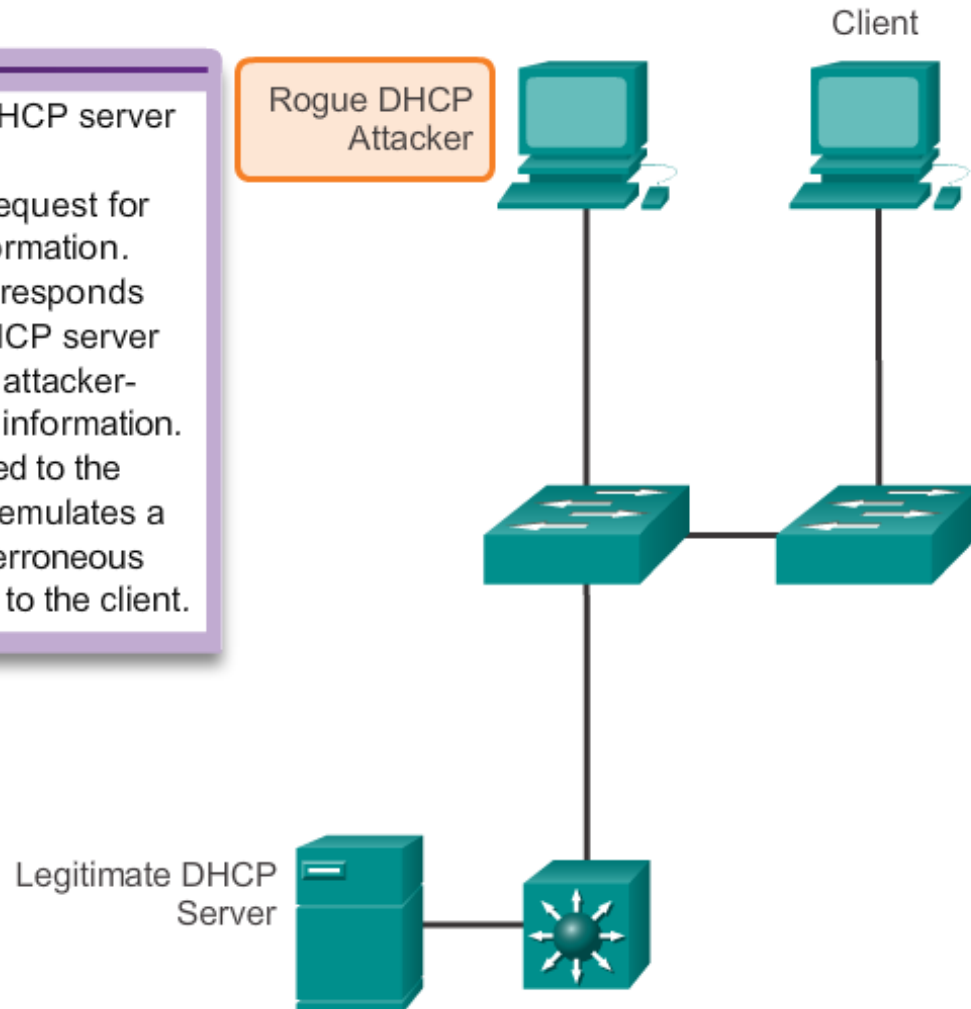 Client
Rogue DHCP
Attacker
HCP server
equest for
ormation.
responds
HCP server
attacker-
information.
ed to the
emulates a
erroneous
to the client.
Legitimate DHCP
Server